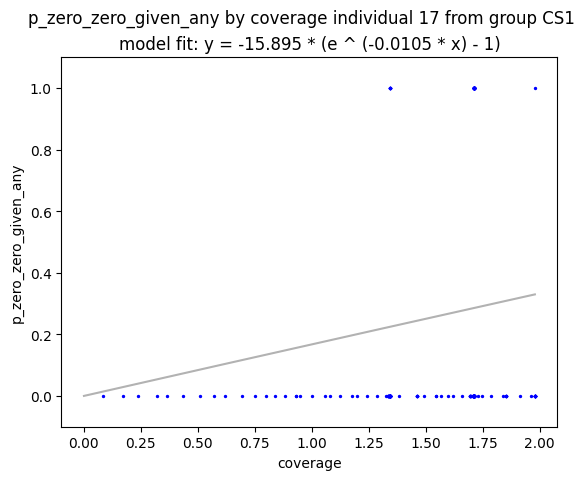 p_zero_zero_given_any by coverage individual 17 from group CS1
model fit: y = -15.895 * (e ^ (-0.0105 * x) - 1)
1.0
0.8
0.6
0.4
0.2
0.0
p_zero_zero_given_any
0.00 0.25 0.50 0.75 1.00 1.25 1.50 1.75 2.00
coverage